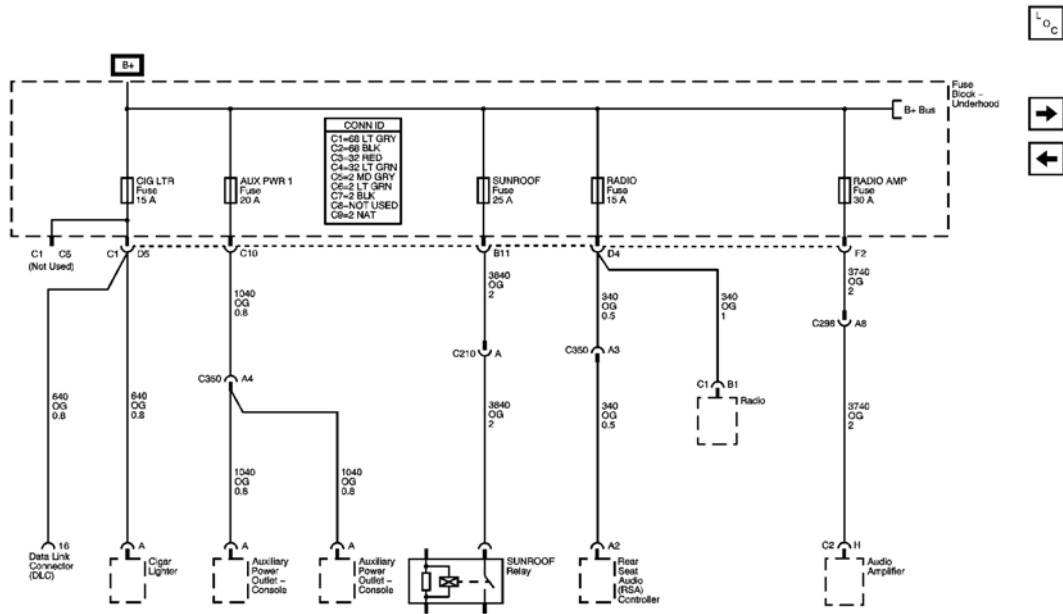 L O C
B+
Fuse
Block –
Underhood
B+ Bus
CONN ID
C1=68 LT GRY
C2=68 BLK
C3=32 RED
C4=32 LT GRN
C5=2 MD GRY
C6=2 LT GRN
C7=2 BLK
C8=NOT USED
C9=2 NAT
CIG LTR
Fuse
15 A
AUX PWR 1
Fuse
20 A
SUNROOF
Fuse
25 A
RADIO
Fuse
15 A
RADIO AMP
Fuse
30 A
C1 C5
(Not Used)
C1 D5
C10
B11
D4
F2
1040
OG
0.8
3840
OG
2
340
OG
0.5
340
OG
1
3740
OG
2
C298 A8
C210 A
C350 A3
C350 A4
C1 B1
Radio
640
OG
0.8
640
OG
0.8
3840
OG
2
340
OG
0.5
3740
OG
2
1040
OG
0.8
1040
OG
0.8
16
Data Link
Connector
(DLC)
A
Cigar
Lighter
A
Auxiliary
Power
Outlet –
Console
A
Auxiliary
Power
Outlet –
Console
SUNROOF
Relay
A2
Rear
Seat
Audio
(RSA)
Controller
C2 H
Audio
Amplifier